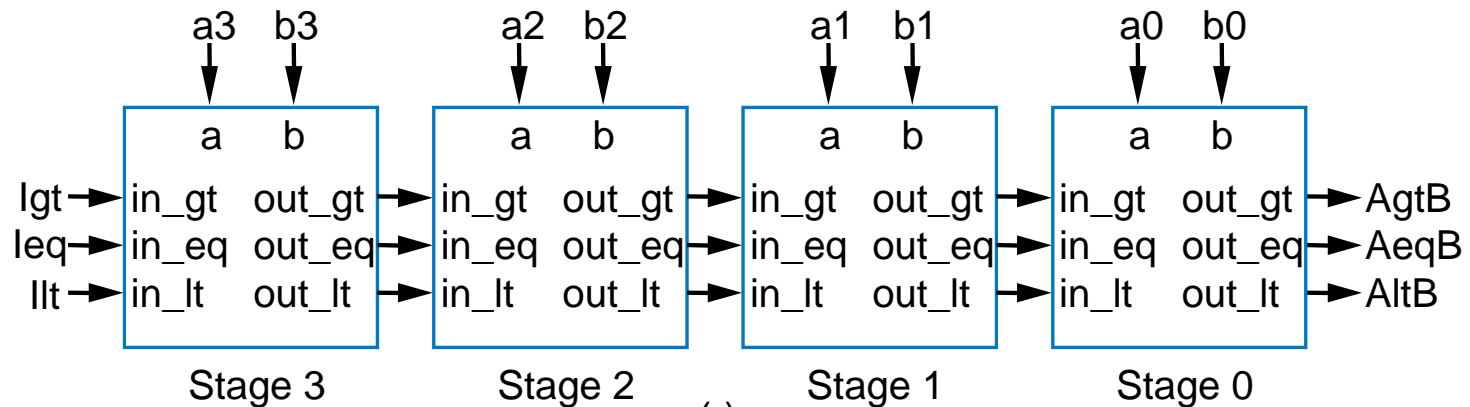 a3 b3 a2 b2 a1 b1 a0 b0
a b a b a b a b
Igt in_gt out_gt in_gt out_gt in_gt out_gt in_gt out_gt AgtB
Ieq in_eq out_eq in_eq out_eq in_eq out_eq in_eq out_eq AeqB
Ilt in_lt out_lt in_lt out_lt in_lt out_lt in_lt out_lt AltB
Stage 3 Stage 2 Stage 1 Stage 0